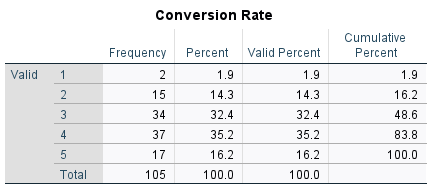 Conversion Rate
Frequency Percent Valid Percent Cumulative Percent
Valid 1 2 1.9 1.9 1.9
2 15 14.3 14.3 16.2
3 34 32.4 32.4 48.6
4 37 35.2 35.2 83.8
5 17 16.2 16.2 100.0
Total 105 100.0 100.0